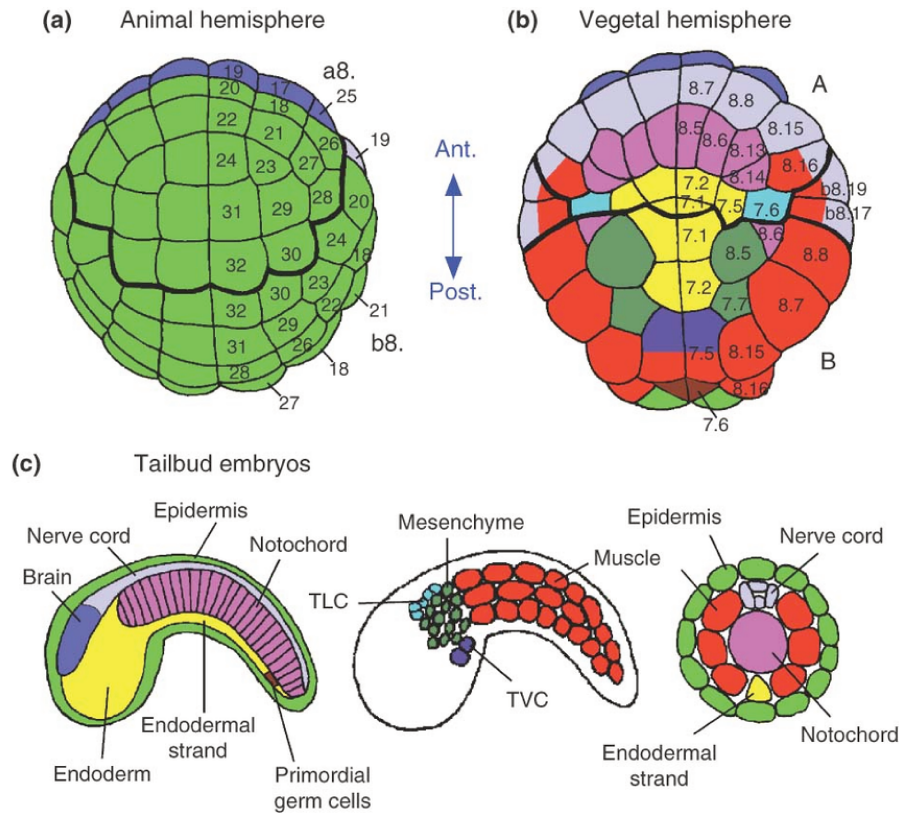 (a) Animal hemisphere
19
a8.
20
17
18
25
22
21
26
19
24
23
27
31
29
28
20
24
32
30
18
30
23
32
22
21
29
b8.
31
26
18
28
27
Ant.
Post.
(b) Vegetal hemisphere
A
8.7
8.8
8.15
8.5
8.6
8.13
8.16
8.14
7.2
b8.19
7.1
7.5
7.6
b8.17
7.1
8.6
8.5
8.8
7.2
7.7
8.7
7.5
8.15
B
8.16
7.6
(c) Tailbud embryos
Epidermis
Nerve cord
Notochord
Brain
Endodermal
strand
Endoderm
Primordial
germ cells
Mesenchyme
Muscle
TLC
TVC
Epidermis
Nerve cord
Endodermal
strand
Notochord